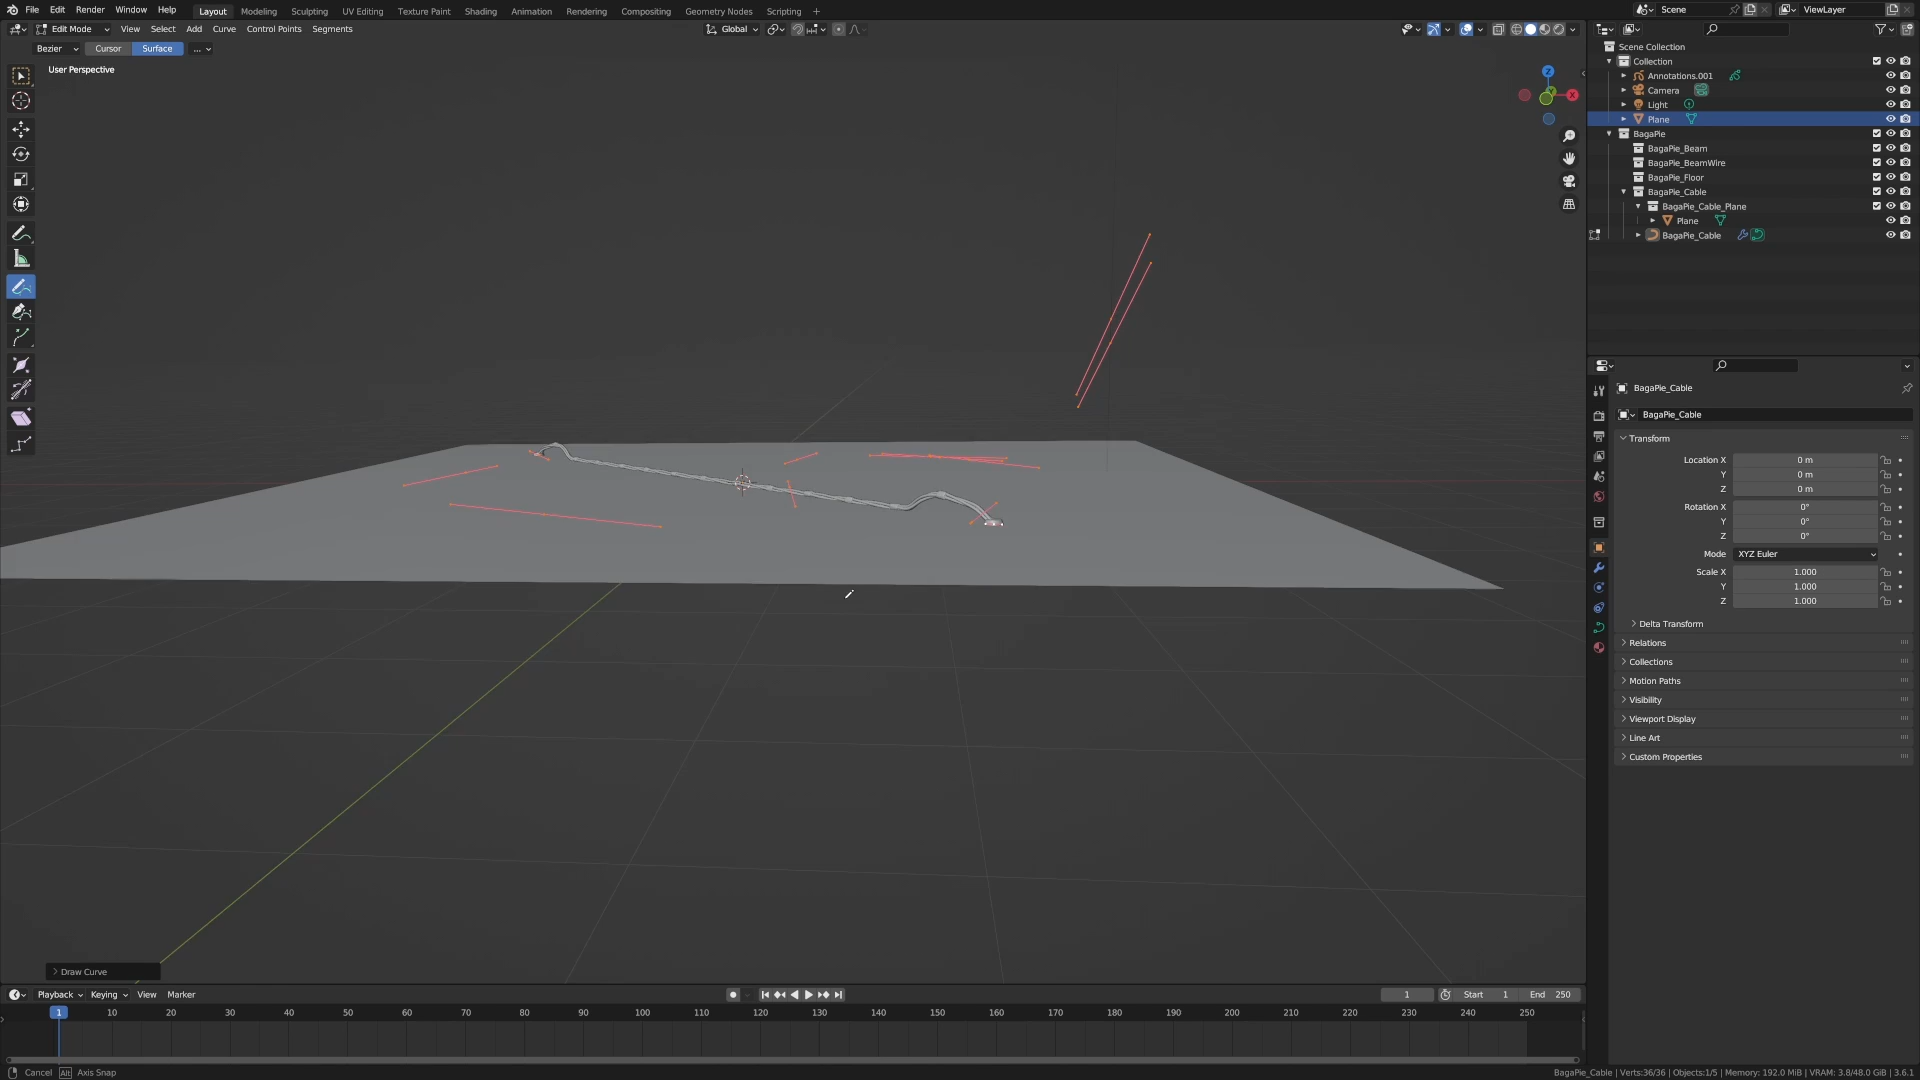 File Edit Render Window Help Layout Modeling Sculpting UV Editing Texture Paint Shading Animation Rendering Compositing Geometry Nodes Scripting + Scene ViewLayer
Edit Mode View Select Add Curve Control Points Segments Global
Bezier Cursor Surface ...
User Perspective
Z
X
Scene Collection
Collection
Annotations.001
Camera
Light
Plane
BagaPie
BagaPie_Beam
BagaPie_BeamWire
BagaPie_Floor
BagaPie_Cable
BagaPie_Cable_Plane
Plane
BagaPie_Cable
BagaPie_Cable
BagaPie_Cable
Transform
Location X 0 m
Y 0 m
Z 0 m
Rotation X 0°
Y 0°
Z 0°
Mode XYZ Euler
Scale X 1.000
Y 1.000
Z 1.000
Delta Transform
Relations
Collections
Motion Paths
Visibility
Viewport Display
Line Art
Custom Properties
Draw Curve
Playback Keying View Marker 1 Start 1 End 250
1 10 20 30 40 50 60 70 80 90 100 110 120 130 140 150 160 170 180 190 200 210 220 230 240 250
Cancel Alt Axis Snap BagaPie_Cable | Verts:36/36 | Objects:1/5 | Memory: 192.0 MiB | VRAM: 3.8/48.0 GiB | 3.6.1